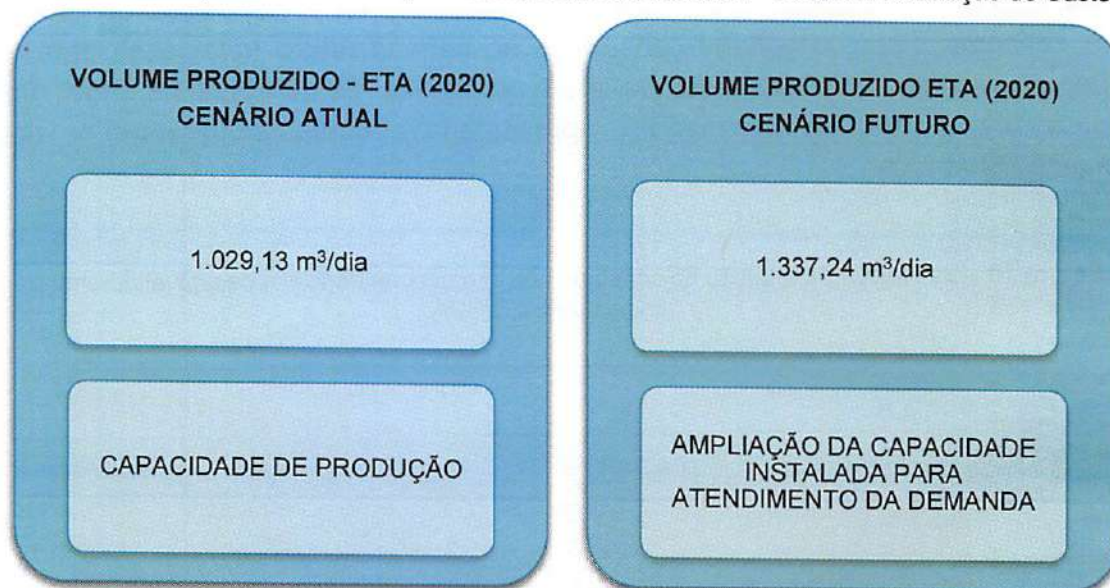 VOLUME PRODUZIDO - ETA (2020)
CENÁRIO ATUAL
1.029,13 m³/dia
CAPACIDADE DE PRODUÇÃO
VOLUME PRODUZIDO ETA (2020)
CENÁRIO FUTURO
1.337,24 m³/dia
AMPLIAÇÃO DA CAPACIDADE
INSTALADA PARA
ATENDIMENTO DA DEMANDA